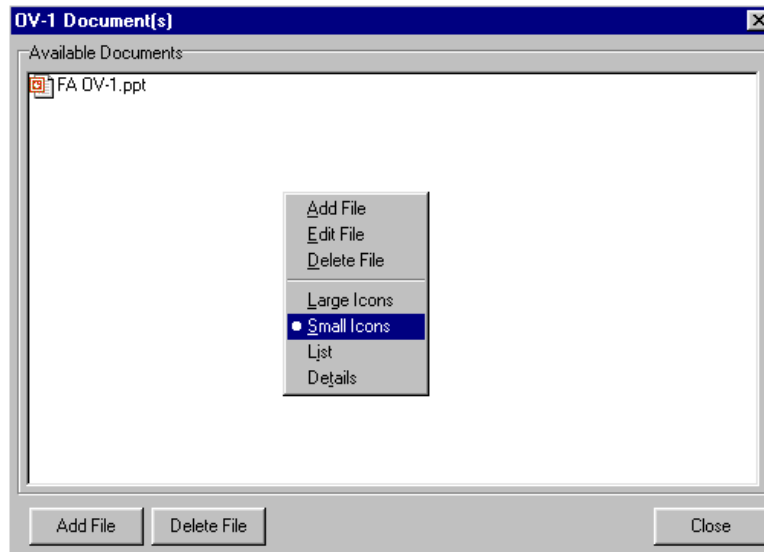 OV-1 Document(s)
Available Documents
FA OV-1.ppt
Add File
Edit File
Delete File
Large Icons
Small Icons
List
Details
Add File Delete File Close